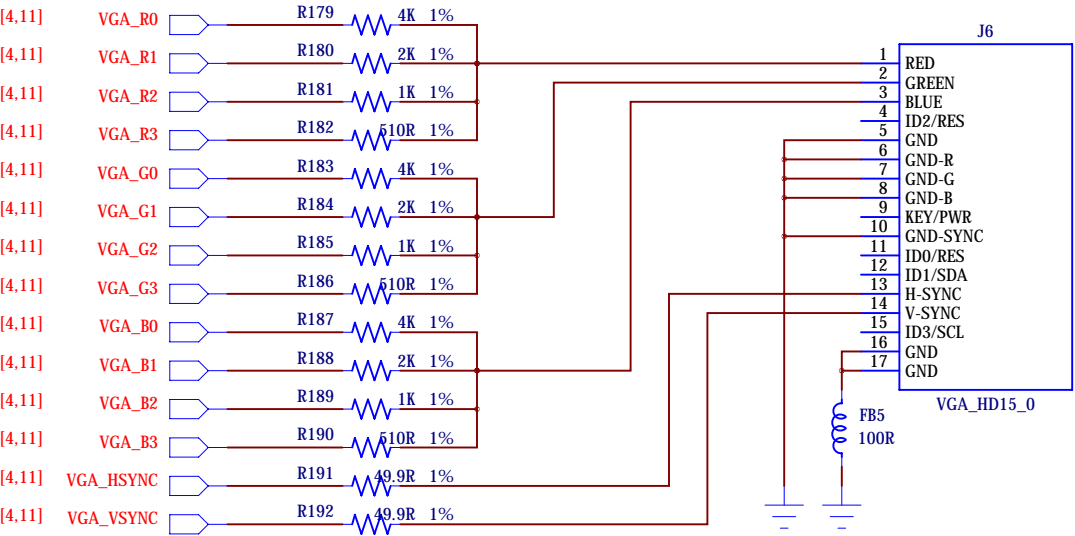 [4,11] VGA_R0 R179 4K 1%
[4,11] VGA_R1 R180 2K 1%
[4,11] VGA_R2 R181 1K 1%
[4,11] VGA_R3 R182 510R 1%
[4,11] VGA_G0 R183 4K 1%
[4,11] VGA_G1 R184 2K 1%
[4,11] VGA_G2 R185 1K 1%
[4,11] VGA_G3 R186 510R 1%
[4,11] VGA_B0 R187 4K 1%
[4,11] VGA_B1 R188 2K 1%
[4,11] VGA_B2 R189 1K 1%
[4,11] VGA_B3 R190 510R 1%
[4,11] VGA_HSYNC R191 49.9R 1%
[4,11] VGA_VSYNC R192 49.9R 1%
J6
1 RED
2 GREEN
3 BLUE
4 ID2/RES
5 GND
6 GND-R
7 GND-G
8 GND-B
9 KEY/PWR
10 GND-SYNC
11 ID0/RES
12 ID1/SDA
13 H-SYNC
14 V-SYNC
15 ID3/SCL
16 GND
17 GND
VGA_HD15_0
FB5
100R